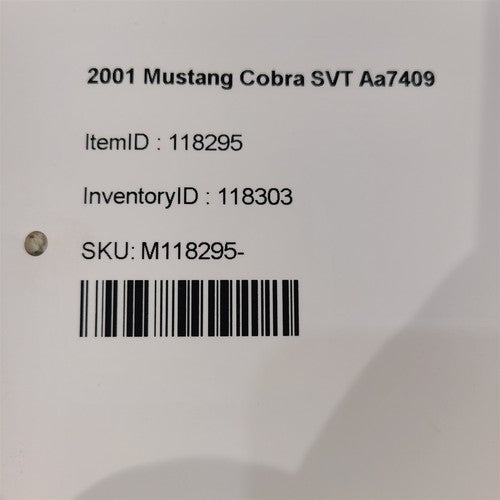 2001 Mustang Cobra SVT Aa7409
ItemID : 118295
InventoryID : 118303
SKU: M118295-